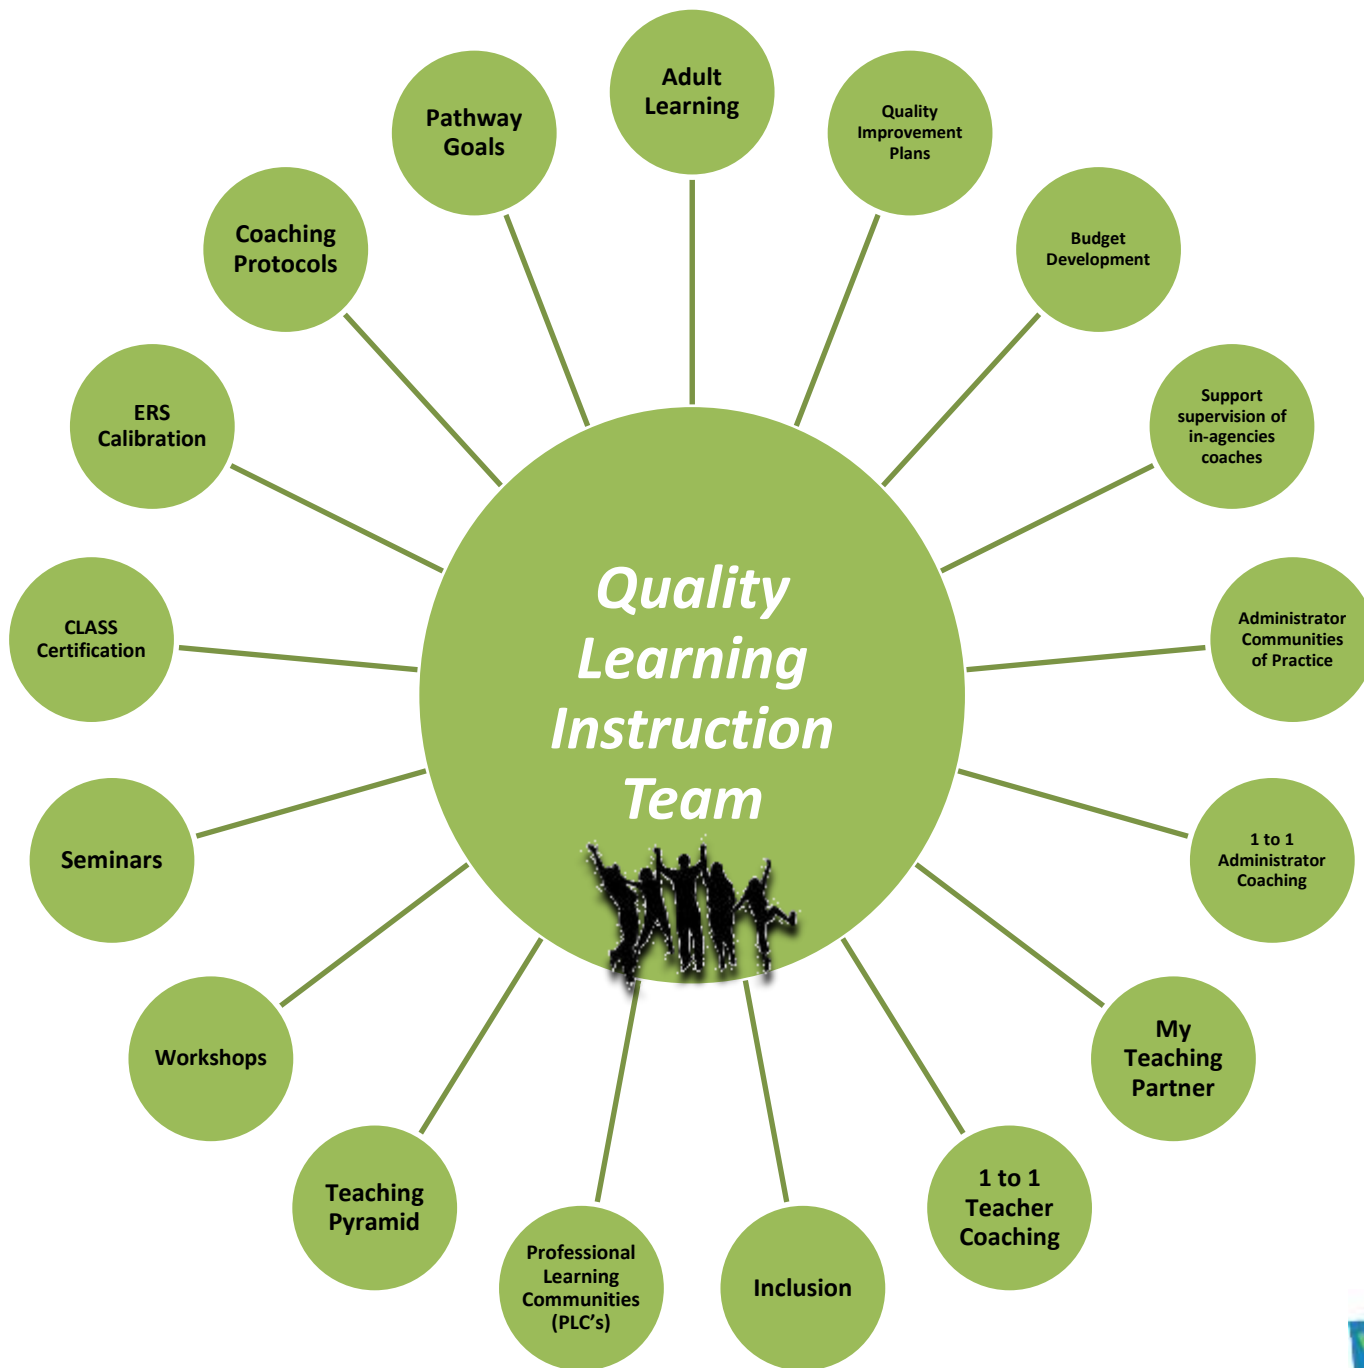 Adult
Learning
Quality
Improvement
Plans
Budget
Development
Support
supervision of
in-agencies
coaches
Administrator
Communities
of Practice
1 to 1
Administrator
Coaching
My
Teaching
Partner
1 to 1
Teacher
Coaching
Inclusion
Professional
Learning
Communities
(PLC's)
Teaching
Pyramid
Workshops
Seminars
CLASS
Certification
ERS
Calibration
Coaching
Protocols
Pathway
Goals
Quality
Learning
Instruction
Team